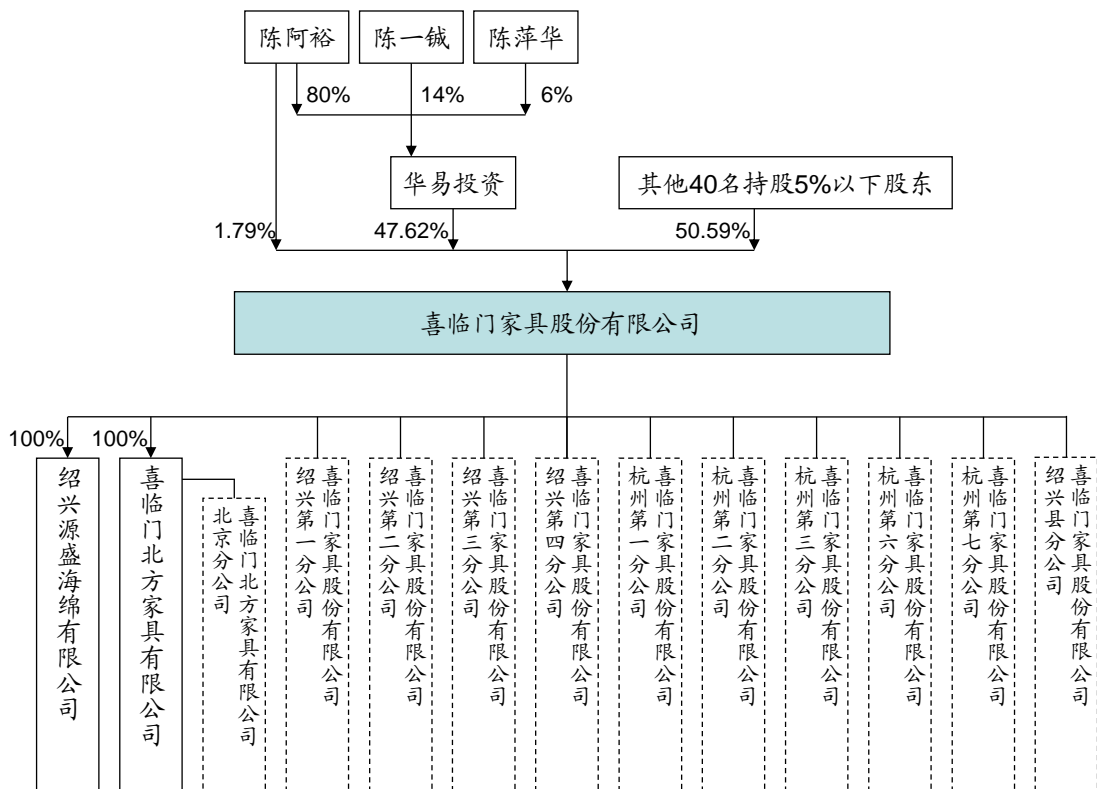 陈阿裕
陈一铖
陈萍华
80%
14%
6%
华易投资
其他40名持股5%以下股东
1.79%
47.62%
50.59%
喜临门家具股份有限公司
100%
100%
绍兴源盛海绵有限公司
喜临门北方家具有限公司
喜临门北方家具有限公司
北京分公司
喜临门家具股份有限公司
绍兴第一分公司
喜临门家具股份有限公司
绍兴第二分公司
喜临门家具股份有限公司
绍兴第三分公司
喜临门家具股份有限公司
绍兴第四分公司
喜临门家具股份有限公司
杭州第一分公司
喜临门家具股份有限公司
杭州第二分公司
喜临门家具股份有限公司
杭州第三分公司
喜临门家具股份有限公司
杭州第六分公司
喜临门家具股份有限公司
杭州第七分公司
喜临门家具股份有限公司
绍兴县分公司